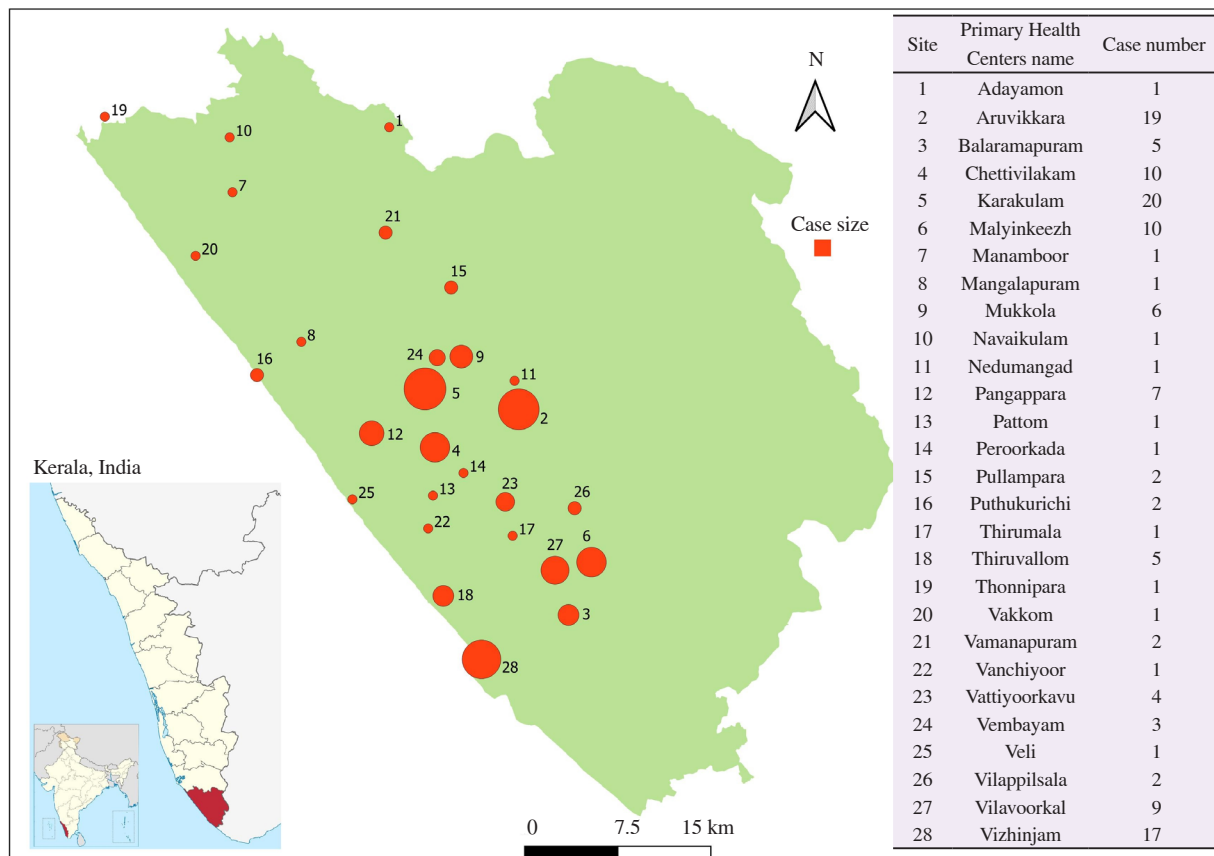 N
19
10
1
7
21
20
15
8
16
24
9
11
5
2
12
4
14
13
25
23
26
22
17
27
6
18
3
28
Case size
Kerala, India
0 7.5 15 km
Site Primary Health Centers name Case number
1 Adayamon 1
2 Aruvikkara 19
3 Balaramapuram 5
4 Chettivilakam 10
5 Karakulam 20
6 Malyinkeezh 10
7 Manamboor 1
8 Mangalapuram 1
9 Mukkola 6
10 Navaikulam 1
11 Nedumangad 1
12 Pangappara 7
13 Pattom 1
14 Peroorkada 1
15 Pullampara 2
16 Puthukurichi 2
17 Thirumala 1
18 Thiruvallom 5
19 Thonnipara 1
20 Vakkom 1
21 Vamanapuram 2
22 Vanchiyoor 1
23 Vattiyoorkavu 4
24 Vembayam 3
25 Veli 1
26 Vilappilsala 2
27 Vilavoorkal 9
28 Vizhinjam 17